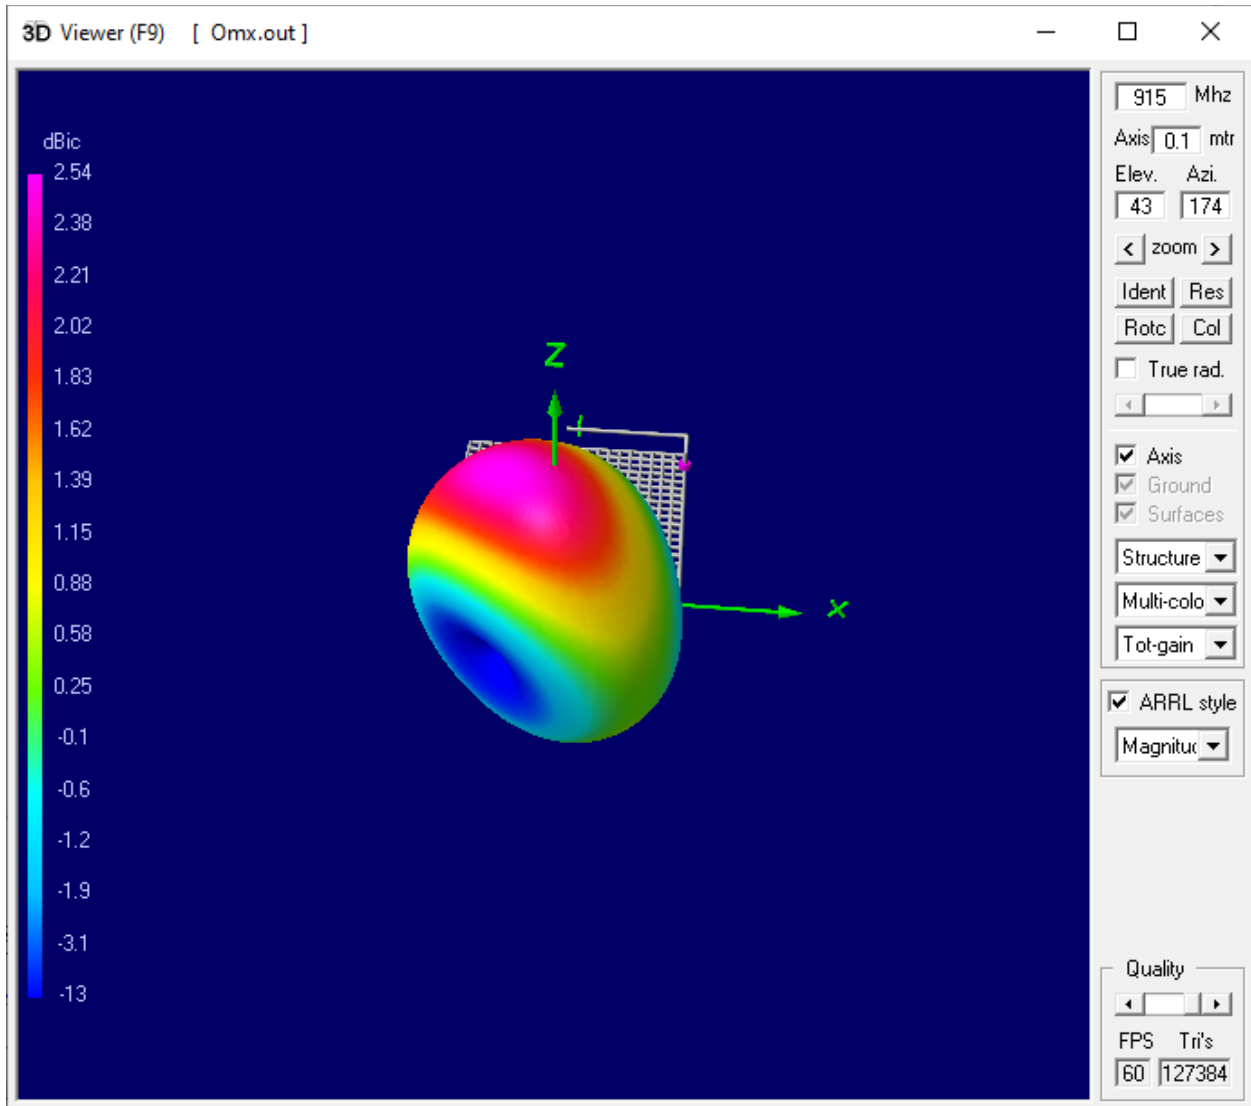 3D Viewer (F9) [ Omx.out ]
dBic
2.54
2.38
2.21
2.02
1.83
1.62
1.39
1.15
0.88
0.58
0.25
-0.1
-0.6
-1.2
-1.9
-3.1
-13
Z
X
915 Mhz
Axis 0.1 mtr
Elev. Azi.
43 174
< zoom >
Ident Res
Rotc Col
True rad.
Axis
Ground
Surfaces
Structure
Multi-colo
Tot-gain
ARRL style
Magnituc
Quality
FPS Tri's
60 127384